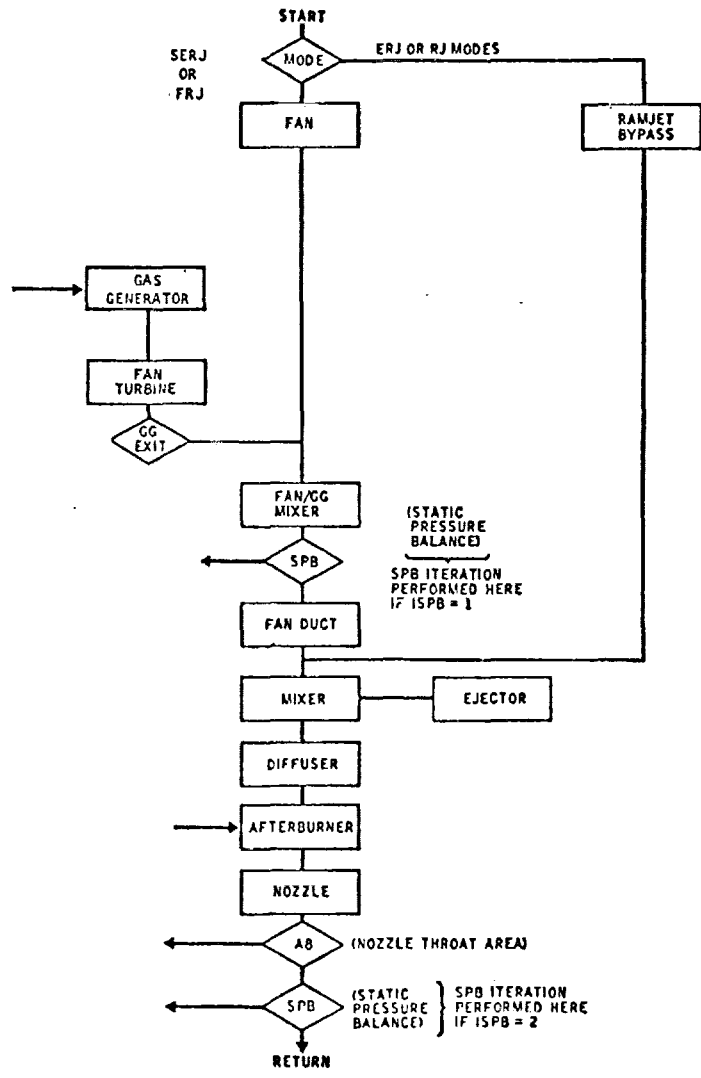 START
SERJ
OR
FRJ
MODE
ERJ OR RJ MODES
FAN
RAMJET
BYPASS
GAS
GENERATOR
FAN
TURBINE
GG
EXIT
FAN/GG
MIXER
(STATIC
PRESSURE
BALANCE)
SPB
SPB ITERATION
PERFORMED HERE
IF ISPB = 1
FAN DUCT
MIXER
EJECTOR
DIFFUSER
AFTERBURNER
NOZZLE
A8
(NOZZLE THROAT AREA)
SPB
(STATIC
PRESSURE
BALANCE)
SPB ITERATION
PERFORMED HERE
IF ISPB = 2
RETURN